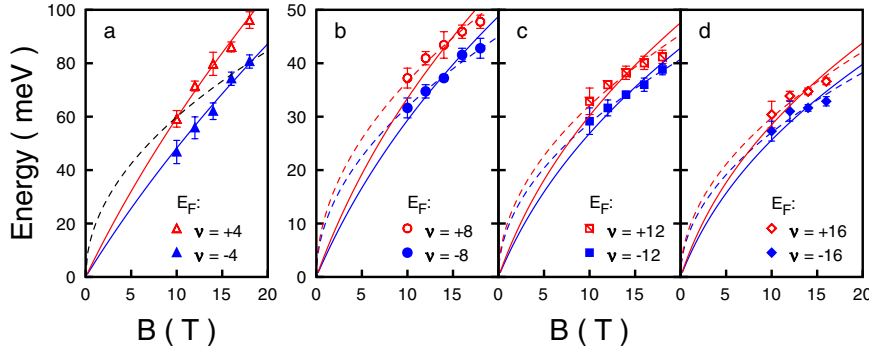 Energy ( meV)
100
80
60
40
20
0
a
E_F:
ν = +4
ν = -4
0 5 10 15 20
B ( T )
50
40
30
20
10
0
b
E_F:
ν = +8
ν = -8
0 5 10 15
c
E_F:
ν = +12
ν = -12
0 5 10 15
d
E_F:
ν = +16
ν = -16
0 5 10 15 20
B ( T )